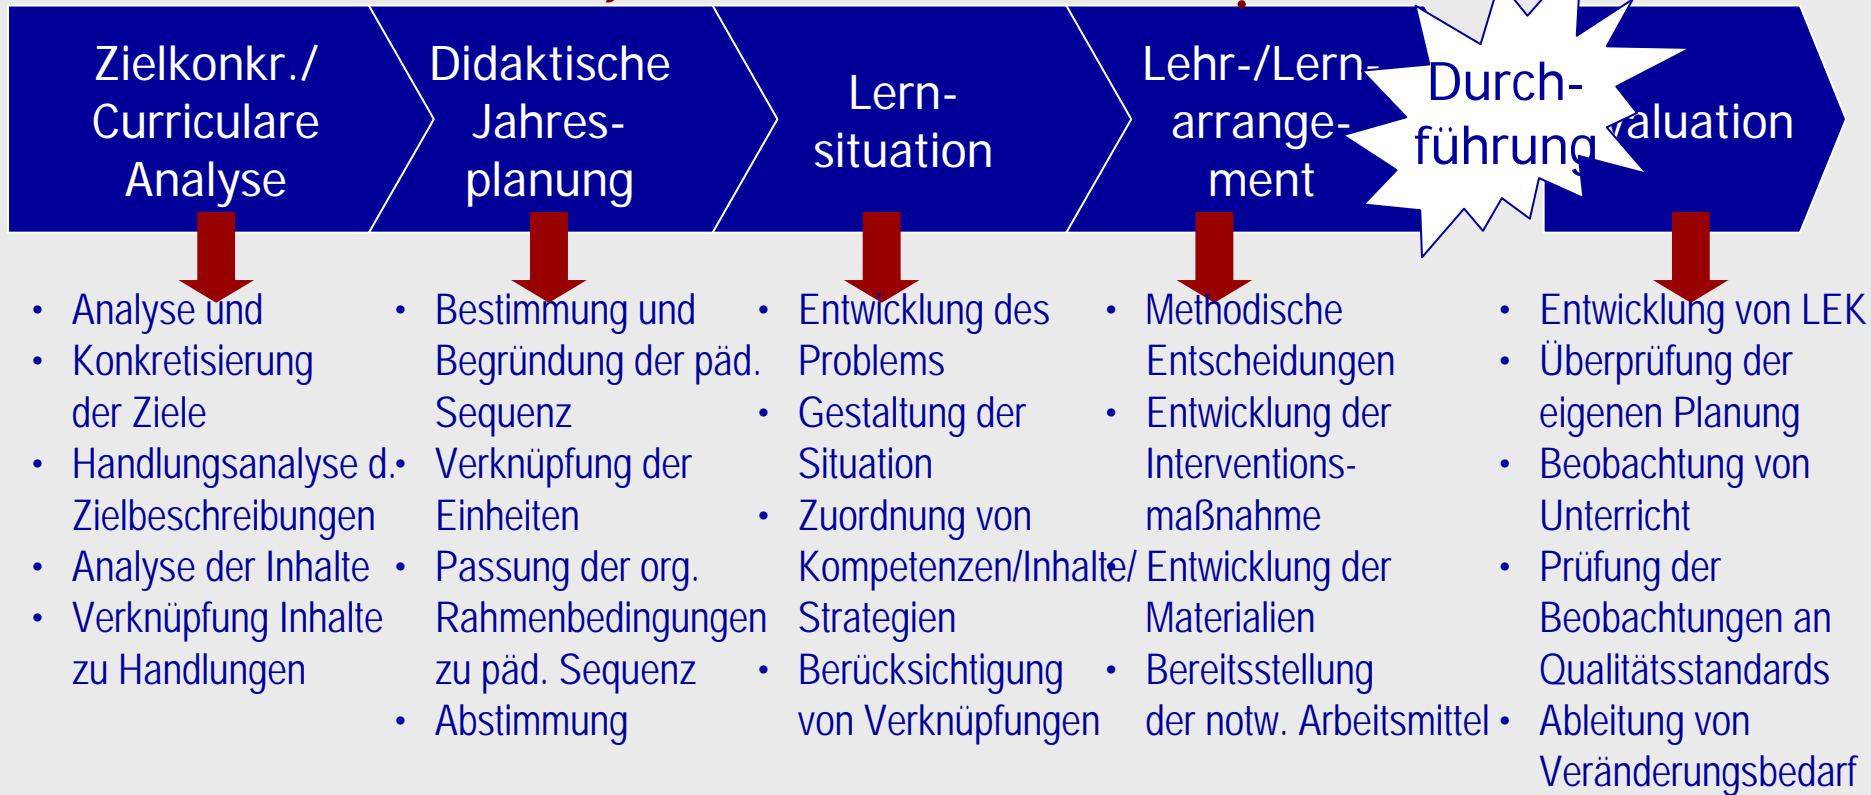 Zielkonkr./
Curriculare
Analyse
Didaktische
Jahres-
planung
Lern-
situation
Lehr-/Lern-
arrange-
ment
Durch-
führung
valuation
• Analyse und
• Konkretisierung
der Ziele
• Handlungsanalyse d.
Zielbeschreibungen
• Analyse der Inhalte
• Verknüpfung Inhalte
zu Handlungen
• Bestimmung und
Begründung der päd.
Sequenz
• Verknüpfung der
Einheiten
• Passung der org.
Rahmenbedingungen
zu päd. Sequenz
• Abstimmung
• Entwicklung des
Problems
• Gestaltung der
Situation
• Zuordnung von
Kompetenzen/Inhalte/
Strategien
• Berücksichtigung
von Verknüpfungen
• Methodische
Entscheidungen
• Entwicklung der
Interventions-
maßnahme
• Entwicklung der
Materialien
• Bereitsstellung
der notw. Arbeitsmittel
• Entwicklung von LEK
• Überprüfung der
eigenen Planung
• Beobachtung von
Unterricht
• Prüfung der
Beobachtungen an
Qualitätsstandards
• Ableitung von
Veränderungsbedarf